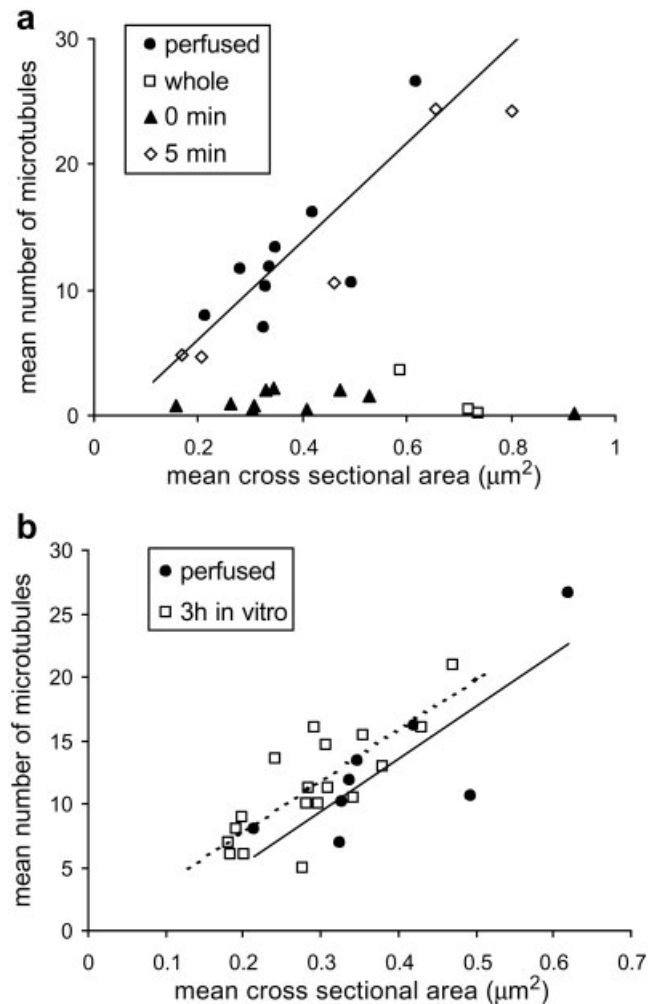 a
30
perfused
whole
0 min
5 min
20
10
0
mean number of microtubules
0 0.2 0.4 0.6 0.8 1
mean cross sectional area (μm²)
b
30
perfused
3h in vitro
25
20
15
10
5
0
mean number of microtubules
0 0.1 0.2 0.3 0.4 0.5 0.6 0.7
mean cross sectional area (μm²)